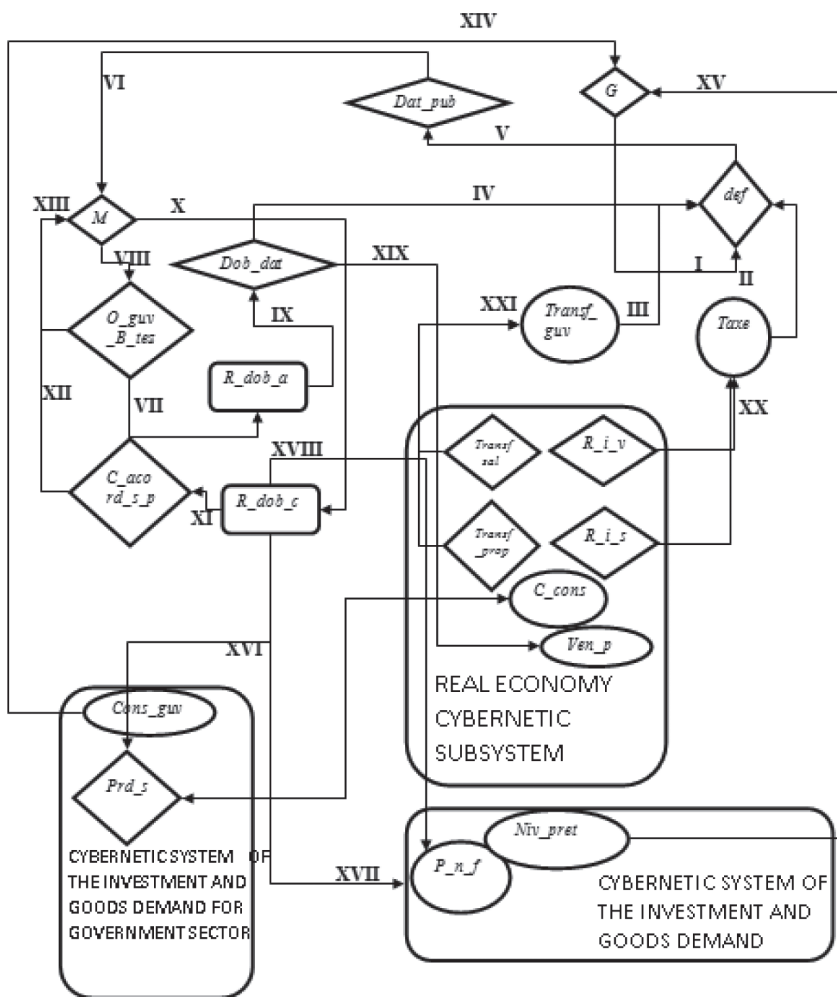 XIV
VI
Dat_pub
G
XV
V
XIII
M
X
IV
def
VIII
Dob_dat
XIX
I
II
O_guv
_B_tes
IX
XXI
Transf_
guv
III
Taxe
XII
VII
R_dob_a
XX
XVIII
Transf
sal
R_i_v
C_aco
rd_s_p
XI
R_dob_c
Transf
_prop
R_i_s
C_cons
XVI
Ven_p
REAL ECONOMY
CYBERNETIC
SUBSYSTEM
Cons_guv
Prd_s
Niv_pret
P_n_f
XVII
CYBERNETIC SYSTEM OF
THE INVESTMENT AND
GOODS DEMAND FOR
GOVERNMENT SECTOR
CYBERNETIC SYSTEM OF
THE INVESTMENT AND
GOODS DEMAND